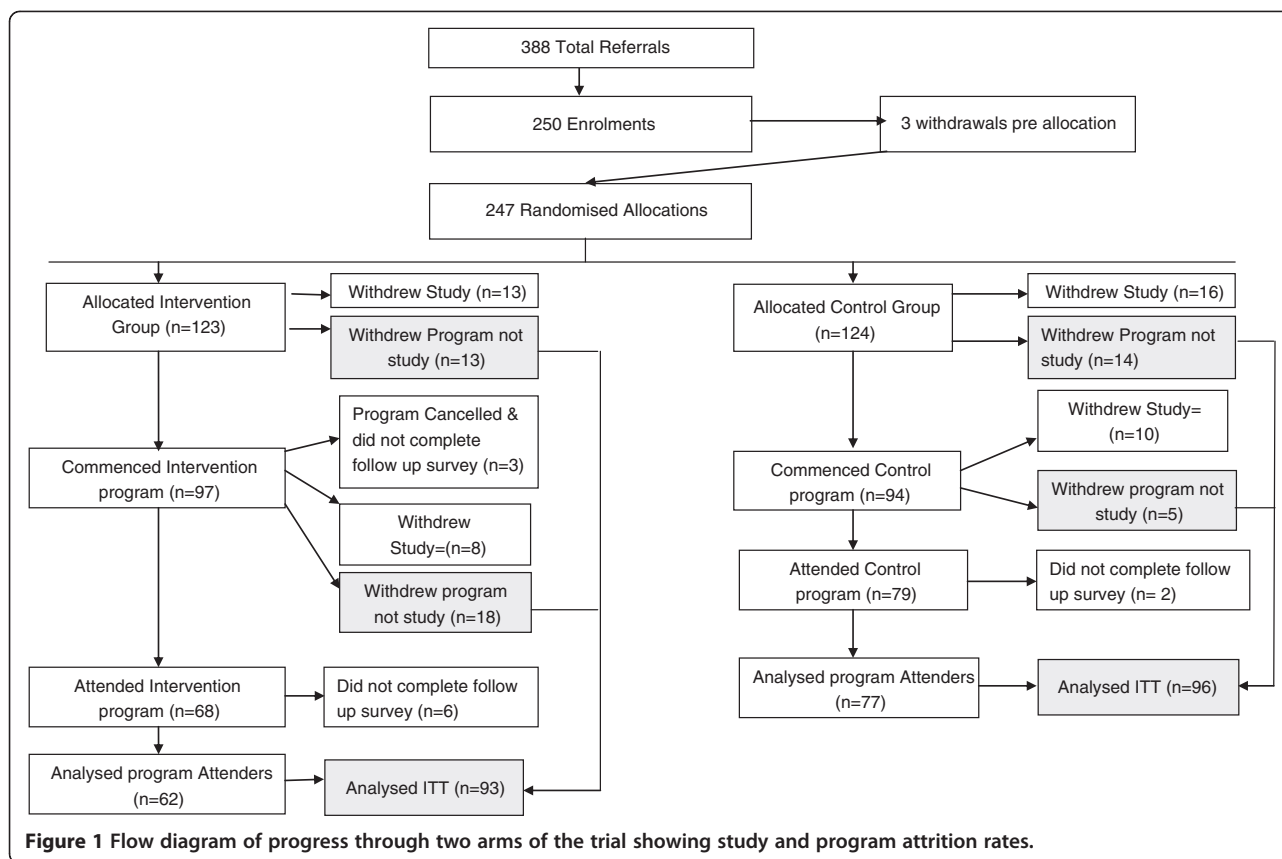 388 Total Referrals
250 Enrolments
3 withdrawals pre allocation
247 Randomised Allocations
Allocated Intervention
Group (n=123)
Withdrew Study (n=13)
Withdrew Program not
study (n=13)
Program Cancelled &
did not complete
follow up survey (n=3)
Commenced Intervention
program (n=97)
Withdrew
Study=(n=8)
Withdrew program
not study (n=18)
Attended Intervention
program (n=68)
Did not complete follow
up survey (n=6)
Analysed program Attenders
(n=62)
Analysed ITT (n=93)
Allocated Control Group
(n=124)
Withdrew Study (n=16)
Withdrew Program not
study (n=14)
Withdrew Study=
(n=10)
Commenced Control
program (n=94)
Withdrew program not
study (n=5)
Attended Control
program (n=79)
Did not complete follow
up survey (n= 2)
Analysed program Attenders
(n=77)
Analysed ITT (n=96)
Figure 1 Flow diagram of progress through two arms of the trial showing study and program attrition rates.